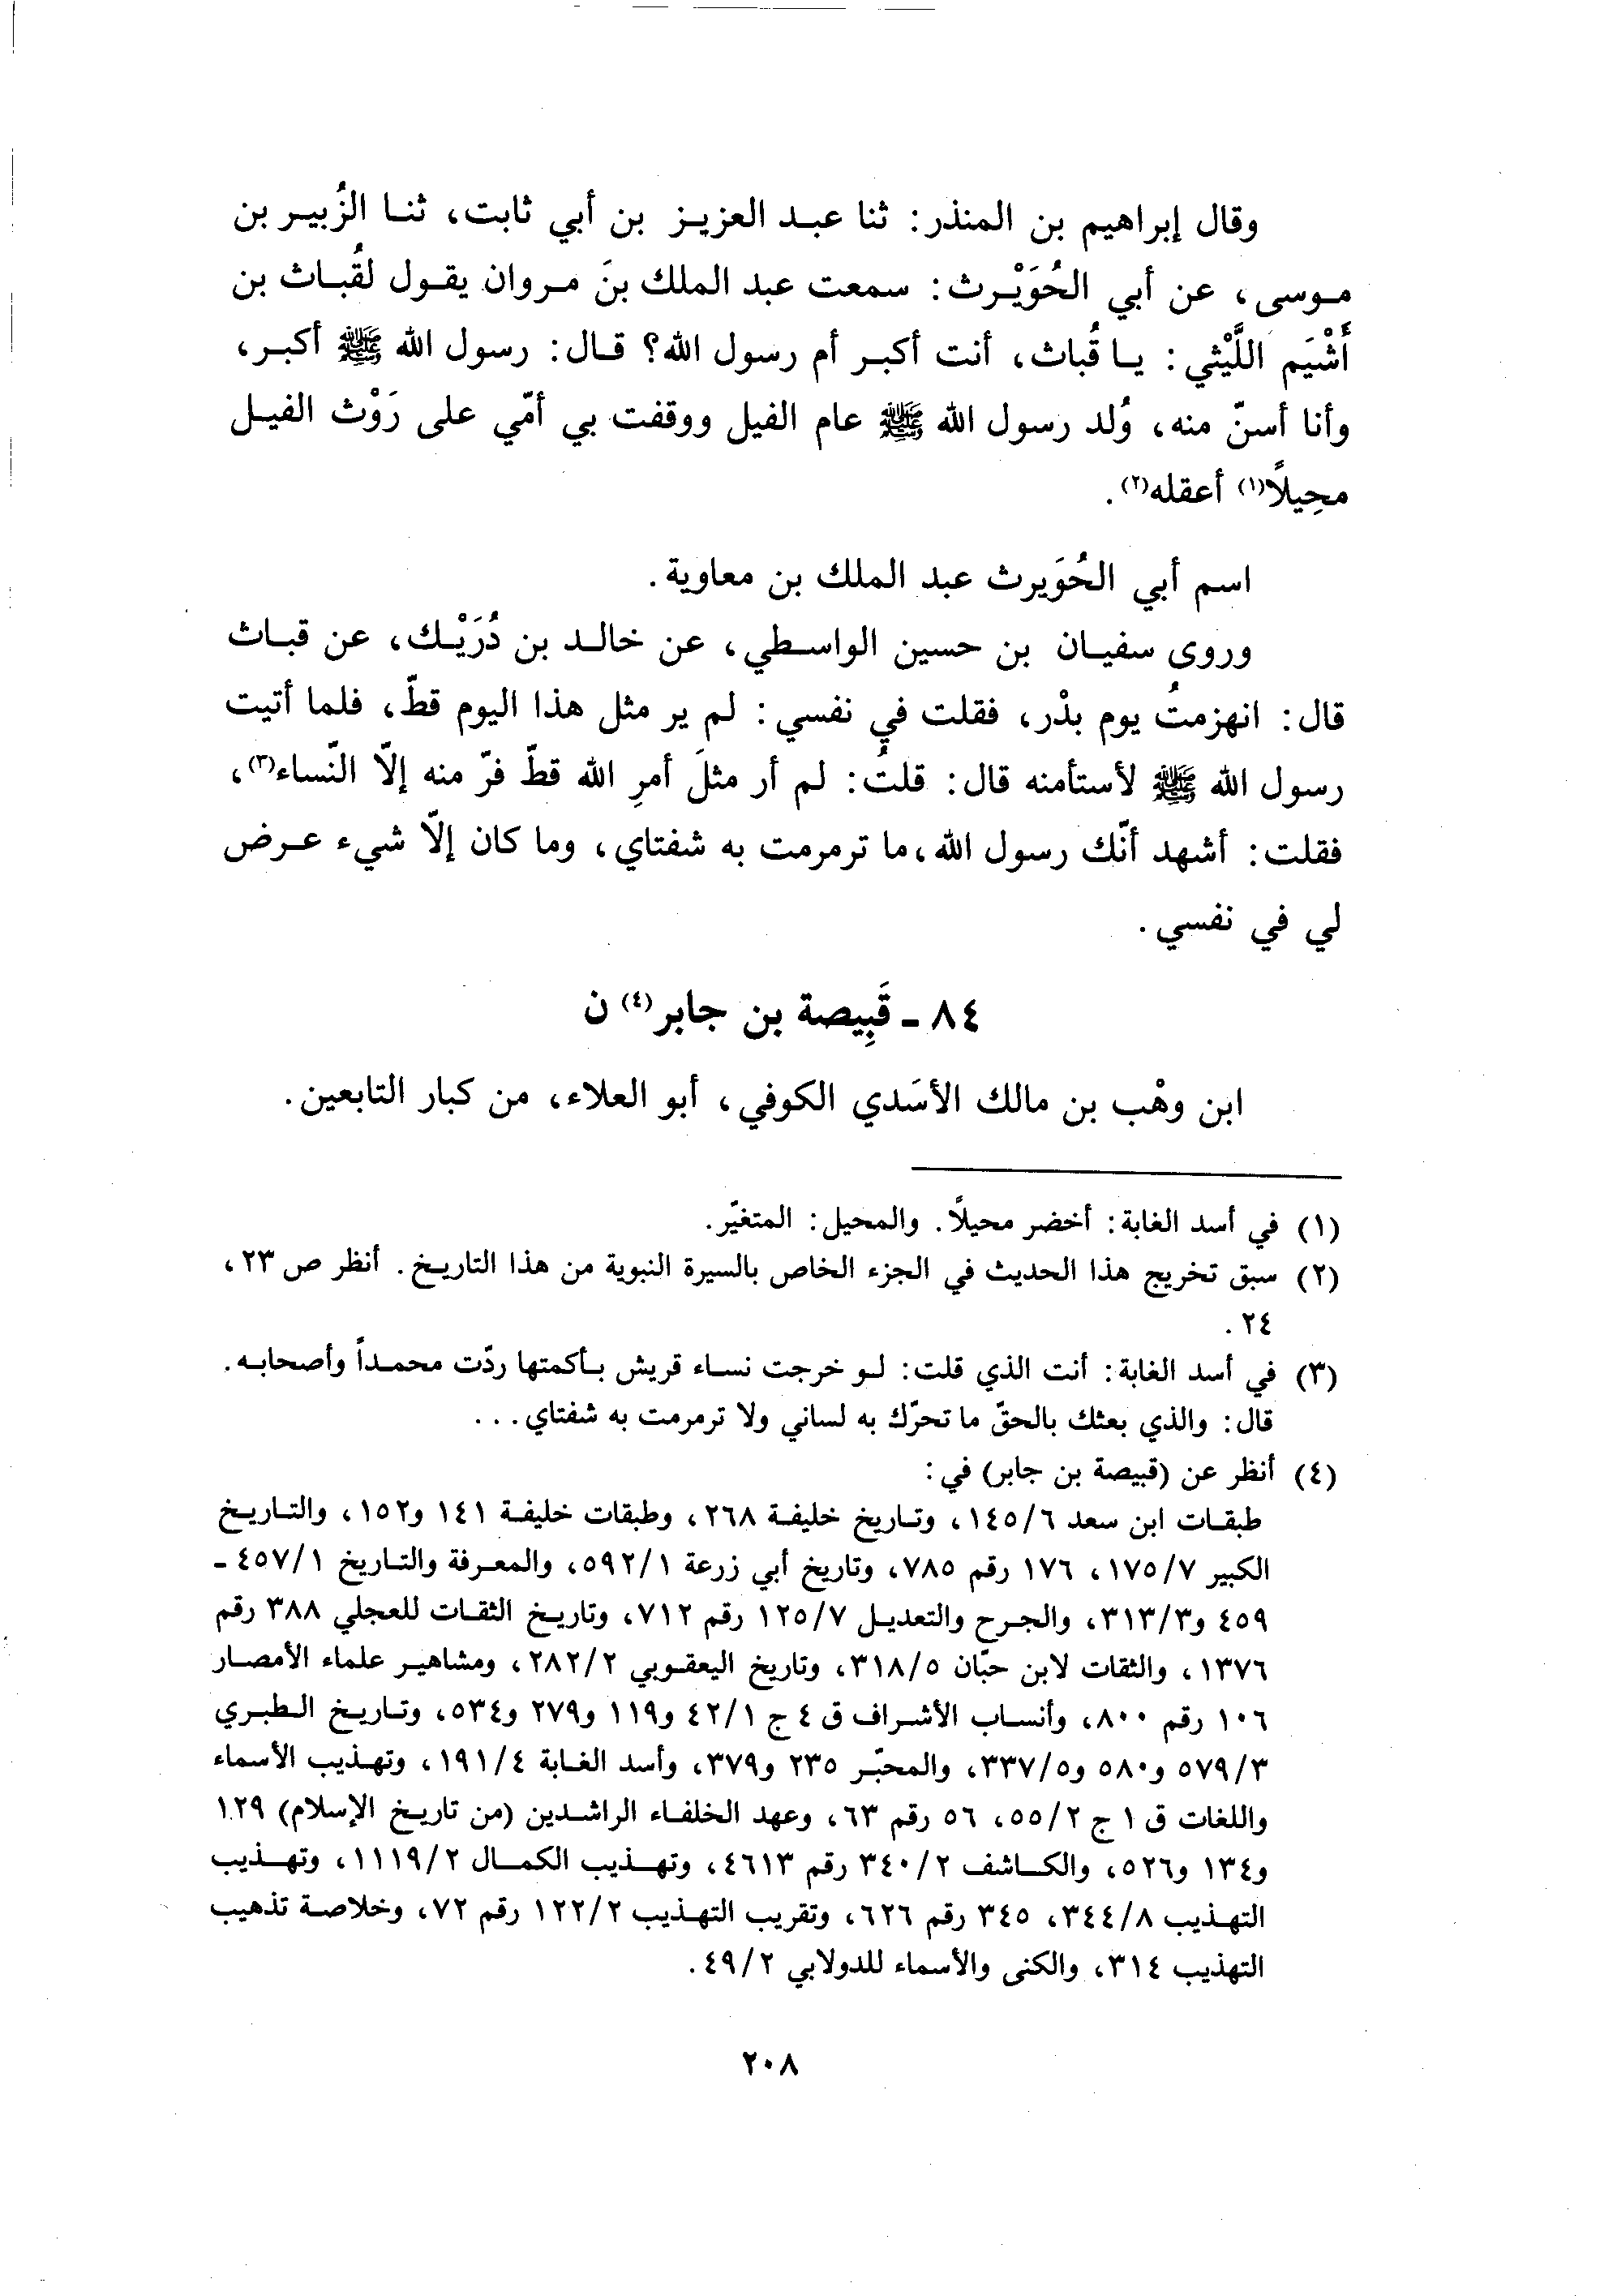 وقال إبراهيم بن المنذر: ثنا عبد العزيز بن أبي ثابت، ثنا الزُبير بن
موسى، عن أبي الحُوَيْرث: سمعت عبد الملك بنَ مروان يقول لقُباث بن
أَشْيَم اللَّيْثي: يا قُباث، أنت أكبر أم رسول الله؟ قال: رسول الله ﷺ أكبر،
وأنا أسنّ منه، وُلد رسول الله ﷺ عام الفيل ووقفت بي أمّي على رَوْث الفيل
محِيلاً(١) أعقله(٢).
اسم أبي الحُوَيرث عبد الملك بن معاوية.
وروى سفيان بن حسين الواسطي، عن خالد بن دُرَيْك، عن قباث
قال: انهزمتُ يوم بدْر، فقلت في نفسي: لم ير مثل هذا اليوم قطّ، فلما أتيت
رسول الله ﷺ لأستأمنه قال: قلتُ: لم أر مثلَ أمرِ الله قطّ فرّ منه إلّا النّساء(٣)،
فقلت: أشهد أنّك رسول الله، ما ترمرمت به شفتاي، وما كان إلّا شيء عرض
لي في نفسي.
٨٤ - قَبِيصة بن جابر(٤) ن
ابن وهْب بن مالك الأسَدي الكوفي، أبو العلاء، من كبار التابعين.
(١) في أسد الغابة: أخضر محيلاً. والمحيل: المتغيّر.
(٢) سبق تخريج هذا الحديث في الجزء الخاص بالسيرة النبوية من هذا التاريخ. أنظر ص ٢٣،
٢٤.
(٣) في أسد الغابة: أنت الذي قلت: لو خرجت نساء قريش بأكمتها ردّت محمداً وأصحابه.
قال: والذي بعثك بالحقّ ما تحرّك به لساني ولا ترمرمت به شفتاي...
(٤) أنظر عن (قبيصة بن جابر) في:
طبقات ابن سعد ١٤٥/٦، وتاريخ خليفة ٢٦٨، وطبقات خليفة ١٤١ و١٥٢، والتاريخ
الكبير ١٧٥/٧، ١٧٦ رقم ٧٨٥، وتاريخ أبي زرعة ٥٩٢/١، والمعرفة والتاريخ ٤٥٧/١ -
٤٥٩ و٣١٣/٣، والجرح والتعديل ١٢٥/٧ رقم ٧١٢، وتاريخ الثقات للعجلي ٣٨٨ رقم
١٣٧٦، والثقات لابن حبّان ٣١٨/٥، وتاريخ اليعقوبي ٢٨٢/٢، ومشاهير علماء الأمصار
١٠٦ رقم ٨٠٠، وأنساب الأشراف ق ٤ ج ٤٢/١ و١١٩ و٢٧٩ و٥٣٤، وتاريخ الطبري
٥٧٩/٣ و٥٨٠ و٣٣٧/٥، والمحبّر ٢٣٥ و٣٧٩، وأسد الغابة ١٩١/٤، وتهذيب الأسماء
واللغات ق ١ ج ٥٥/٢، ٥٦ رقم ٦٣، وعهد الخلفاء الراشدين (من تاريخ الإسلام) ١٢٩
و١٣٤ و٥٢٦، والكاشف ٣٤٠/٢ رقم ٤٦١٣، وتهذيب الكمال ١١١٩/٢، وتهذيب
التهذيب ٣٤٤/٨، ٣٤٥ رقم ٦٢٦، وتقريب التهذيب ١٢٢/٢ رقم ٧٢، وخلاصة تذهيب
التهذيب ٣١٤، والكنى والأسماء للدولابي ٤٩/٢.
٢٠٨